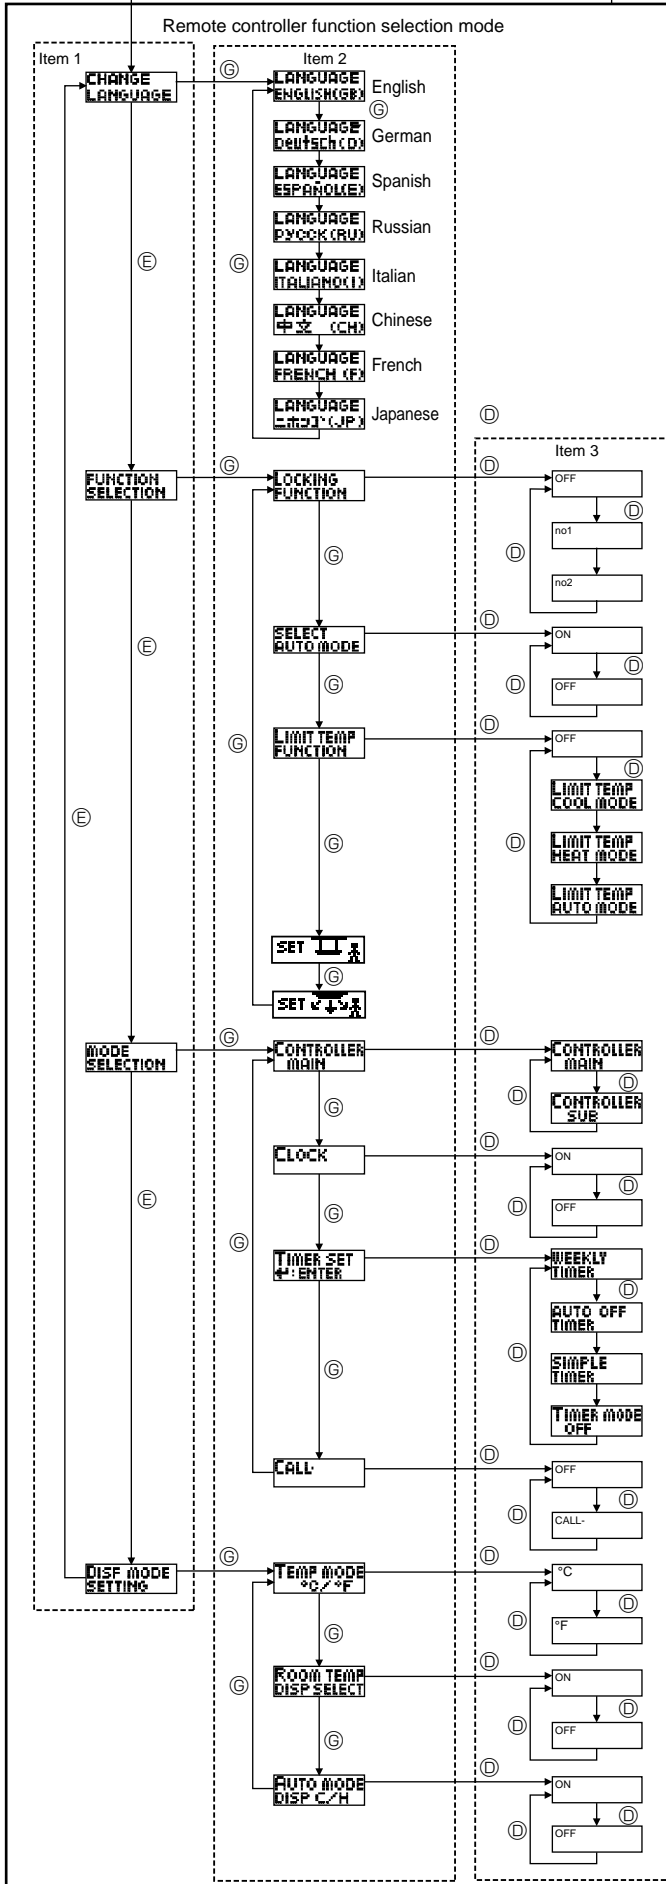 Remote controller function selection mode
Item 1
Item 2
CHANGE
LANGUAGE
Ⓖ
LANGUAGE
ENGLISH(GB)
English
Ⓖ
LANGUAGE
Deutsch(D)
German
LANGUAGE
ESPAÑOL(E)
Spanish
LANGUAGE
РУССК(RU)
Russian
Ⓔ
Ⓖ
LANGUAGE
ITALIANO(I)
Italian
LANGUAGE
中文 (CH)
Chinese
LANGUAGE
FRENCH (F)
French
LANGUAGE
ニホンゴ(JP)
Japanese
Ⓓ
Item 3
FUNCTION
SELECTION
Ⓖ
LOCKING
FUNCTION
Ⓓ
OFF
Ⓓ
no1
Ⓓ
no2
Ⓖ
SELECT
AUTO MODE
Ⓓ
ON
Ⓔ
Ⓓ
Ⓓ
OFF
Ⓖ
LIMIT TEMP
FUNCTION
Ⓓ
OFF
Ⓖ
Ⓓ
LIMIT TEMP
COOL MODE
Ⓔ
Ⓖ
Ⓓ
LIMIT TEMP
HEAT MODE
LIMIT TEMP
AUTO MODE
SET
Ⓖ
SET
MODE
SELECTION
Ⓖ
CONTROLLER
MAIN
Ⓓ
CONTROLLER
MAIN
Ⓓ
Ⓖ
Ⓓ
CONTROLLER
SUB
CLOCK
Ⓓ
ON
Ⓔ
Ⓓ
Ⓓ
OFF
Ⓖ
Ⓖ
TIMER SET
↵:ENTER
Ⓓ
WEEKLY
TIMER
Ⓓ
AUTO OFF
TIMER
Ⓓ
Ⓖ
SIMPLE
TIMER
TIMER MODE
OFF
CALL-
Ⓓ
OFF
Ⓓ
Ⓓ
CALL-
DISP MODE
SETTING
Ⓖ
TEMP MODE
°C/°F
Ⓓ
°C
Ⓓ
Ⓓ
°F
Ⓖ
ROOM TEMP
DISP SELECT
Ⓓ
ON
Ⓖ
Ⓓ
Ⓓ
OFF
Ⓖ
AUTO MODE
DISP C/H
Ⓓ
ON
Ⓓ
Ⓓ
OFF